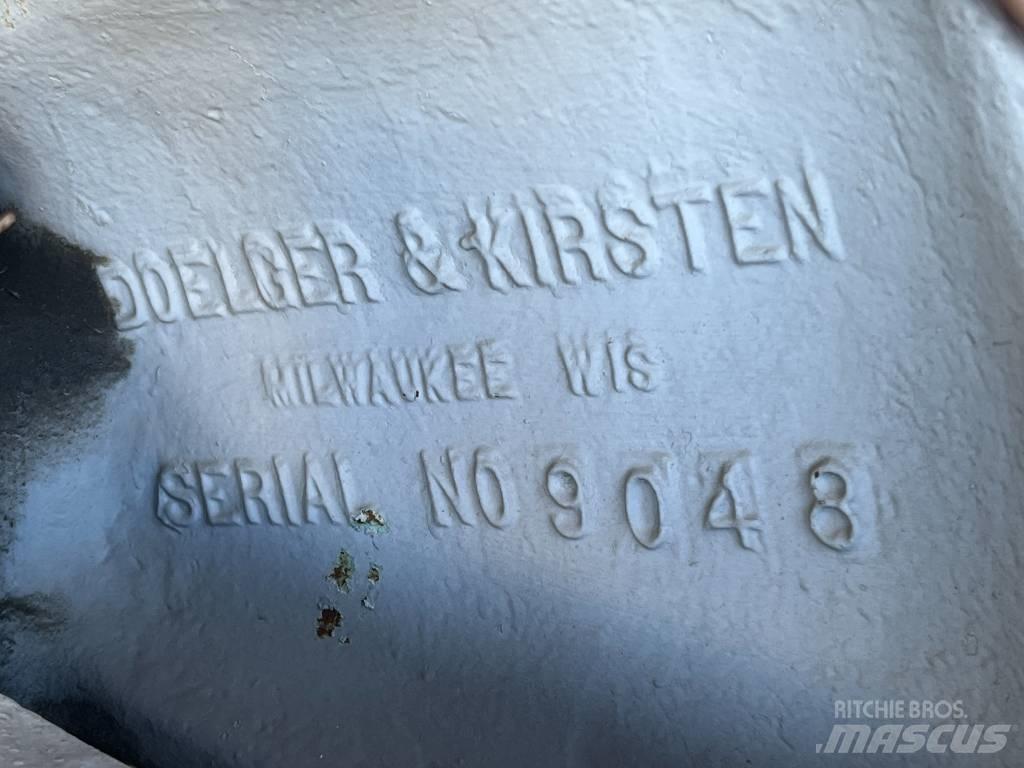 DOELGER & KIRSTEN
MILWAUKEE WIS
SERIAL NO 9048
RITCHIE BROS.
MASCUS